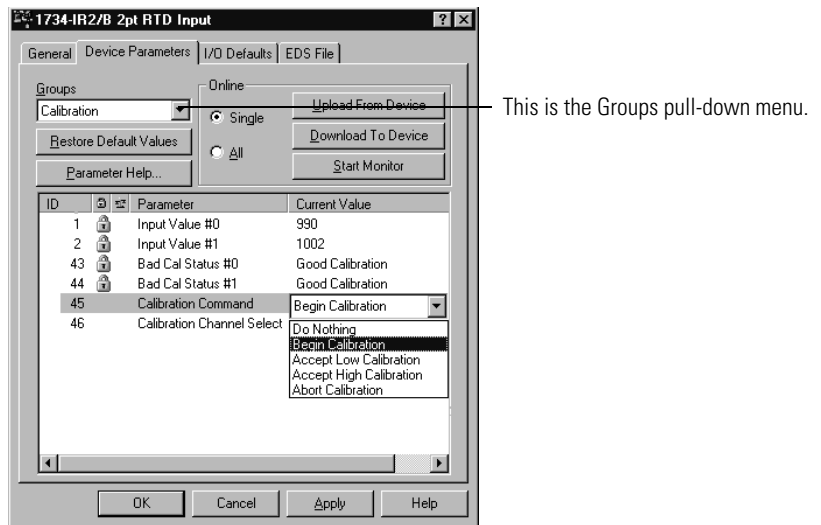 1734-IR2/B 2pt RTD Input
General Device Parameters I/O Defaults EDS File
Groups
Calibration
Restore Default Values
Parameter Help...
Online
Single
All
Upload From Device
Download To Device
Start Monitor
This is the Groups pull-down menu.
ID Parameter Current Value
1 Input Value #0 990
2 Input Value #1 1002
43 Bad Cal Status #0 Good Calibration
44 Bad Cal Status #1 Good Calibration
45 Calibration Command Begin Calibration
46 Calibration Channel Select
Do Nothing
Begin Calibration
Accept Low Calibration
Accept High Calibration
Abort Calibration
OK Cancel Apply Help